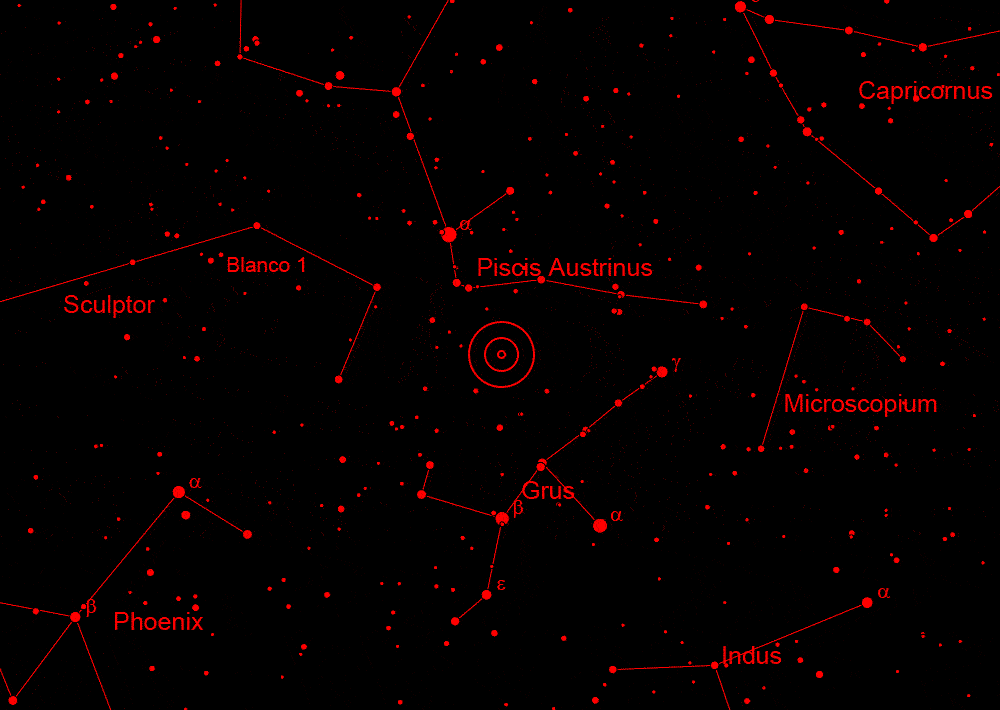 Capricornus
α
Piscis Austrinus
Blanco 1
Sculptor
γ
Microscopium
α
Grus
β
α
ε
α
β
Phoenix
Indus